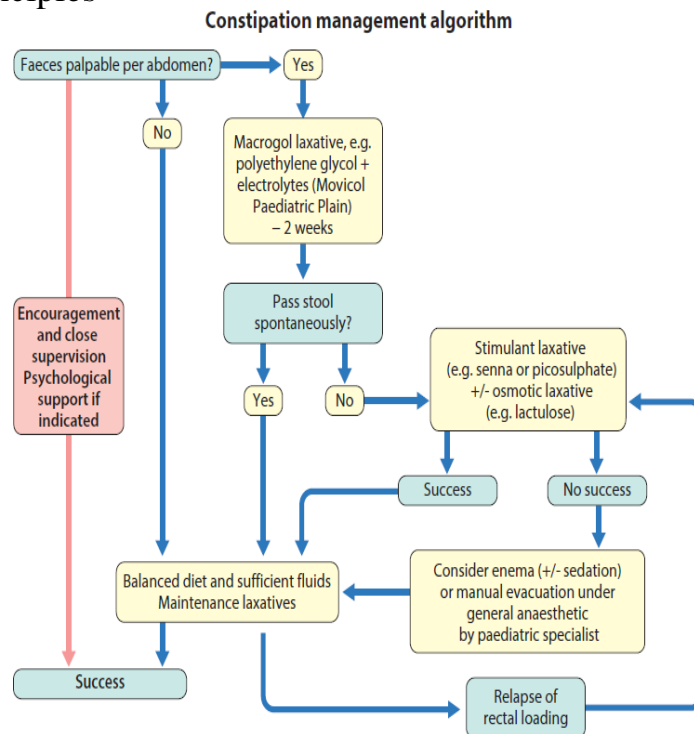 Constipation management algorithm
Faeces palpable per abdomen?
Yes
No
Macrogol laxative, e.g.
polyethylene glycol +
electrolytes (Movicol
Paediatric Plain)
– 2 weeks
Pass stool
spontaneously?
Encouragement
and close
supervision
Psychological
support if
indicated
Yes
No
Stimulant laxative
(e.g. senna or picosulphate)
+/- osmotic laxative
(e.g. lactulose)
Success
No success
Balanced diet and sufficient fluids
Maintenance laxatives
Consider enema (+/- sedation)
or manual evacuation under
general anaesthetic
by paediatric specialist
Success
Relapse of
rectal loading